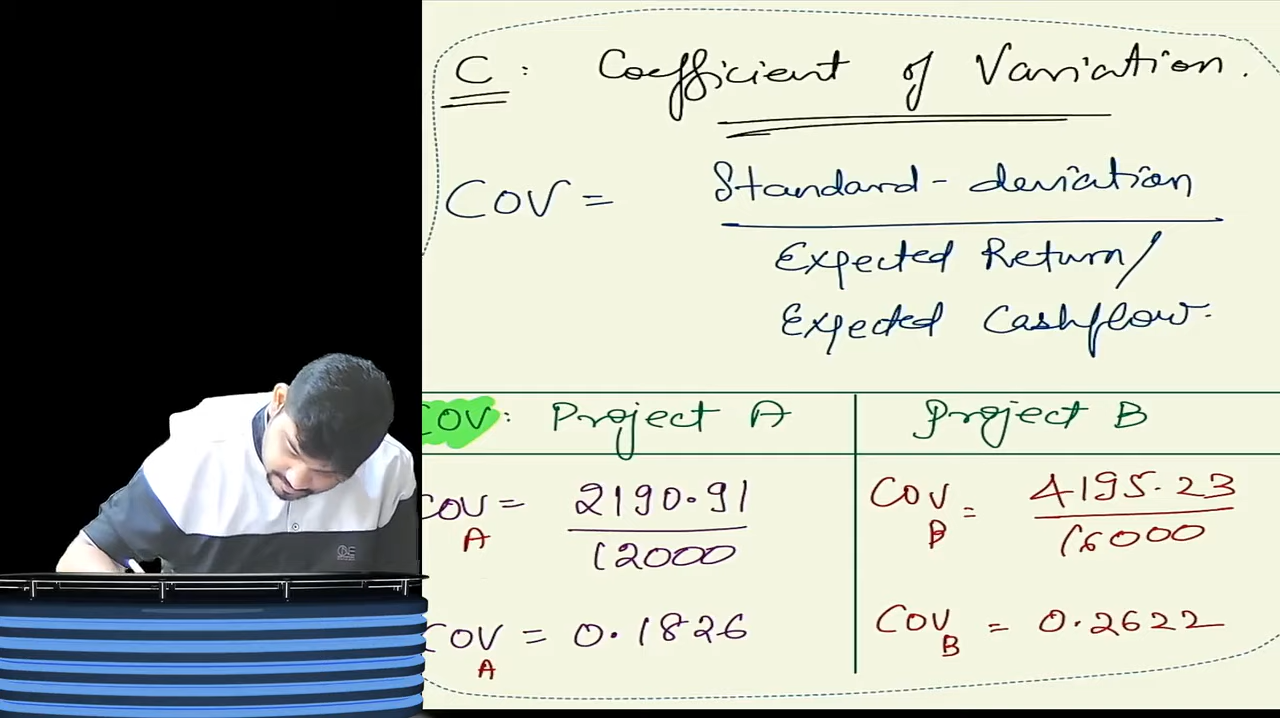 C : Coefficient of Variation.
COV = Standard-deviation
Expected Return/
Expected Cashflow.
COV: Project A
Project B
COV A = 2190.91
12000
COV B = 4195.23
16000
COV A = 0.1826
COV B = 0.2622